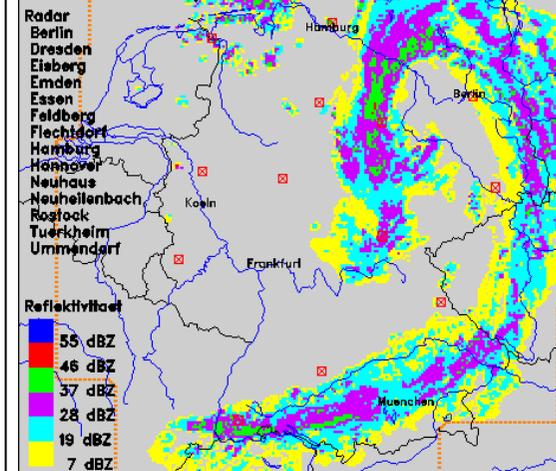 Radar
Berlin
Dresden
Eisberg
Emden
Essen
Feldberg
Flechtdorf
Hamburg
Hannover
Neuhaus
Neuheilenbach
Rostock
Tuerkheim
Ummendorf
Hamburg
Berlin
Koeln
Frankfurt
Muenchen
Reflektivitaet
55 dBZ
46 dBZ
37 dBZ
28 dBZ
19 dBZ
7 dBZ